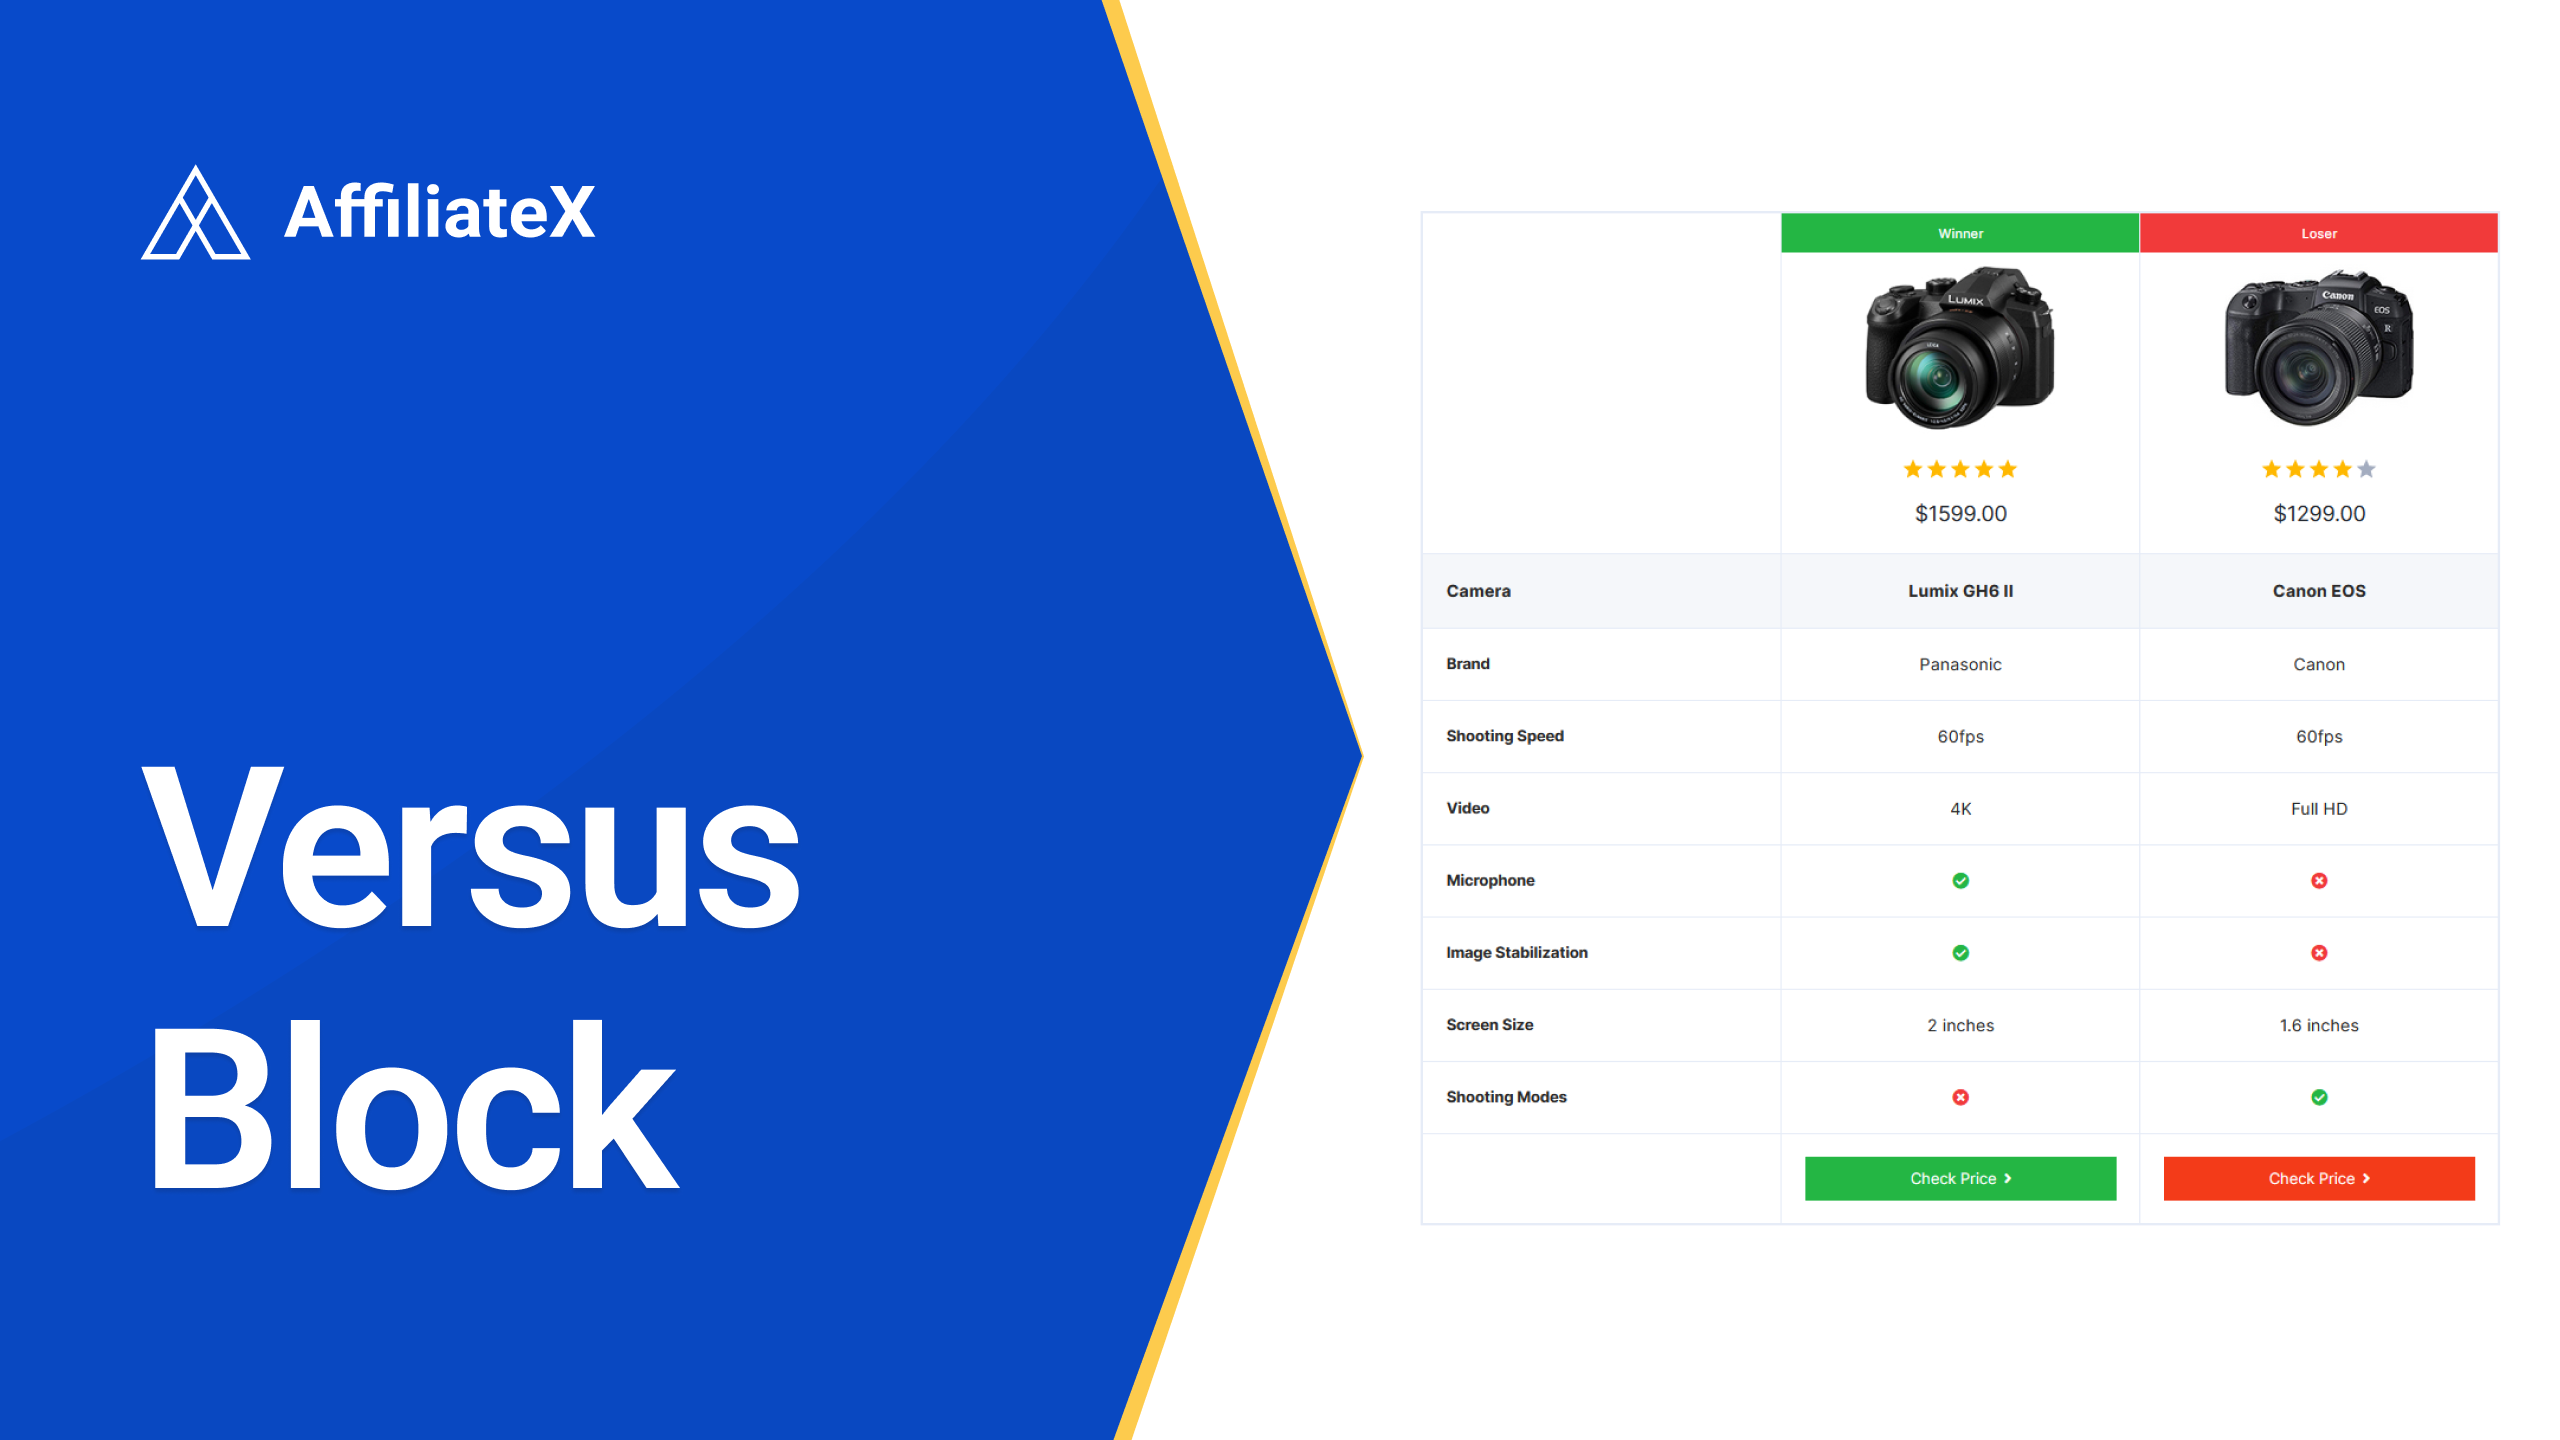 AffiliateX
Versus
Block
Winner Loser
LUMIX Canon
EOS
R
LEICA
$1599.00 $1299.00
Camera Lumix GH6 II Canon EOS
Brand Panasonic Canon
Shooting Speed 60fps 60fps
Video 4K Full HD
Microphone
Image Stabilization
Screen Size 2 inches 1.6 inches
Shooting Modes
Check Price Check Price